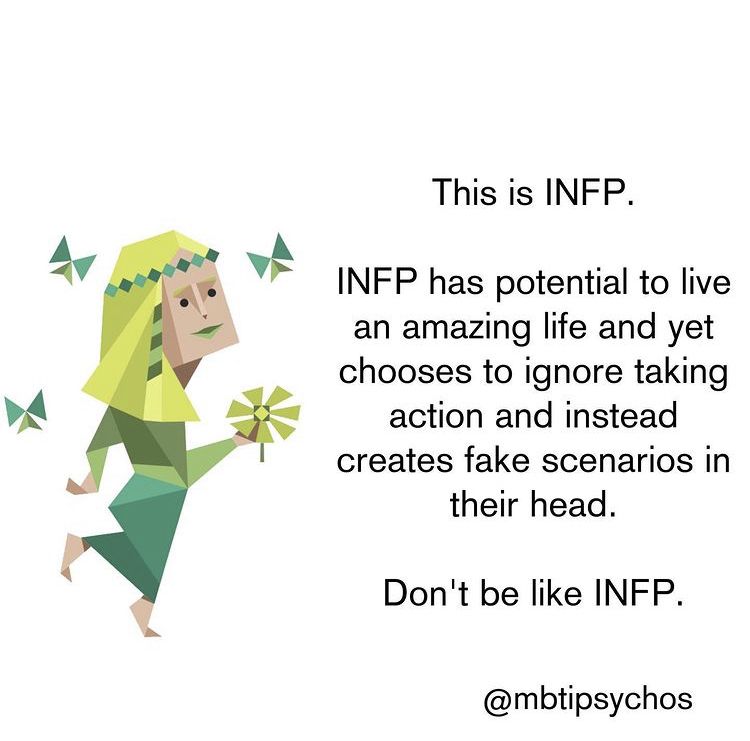 This is INFP.
INFP has potential to live
an amazing life and yet
chooses to ignore taking
action and instead
creates fake scenarios in
their head.
Don't be like INFP.
@mbtipsychos